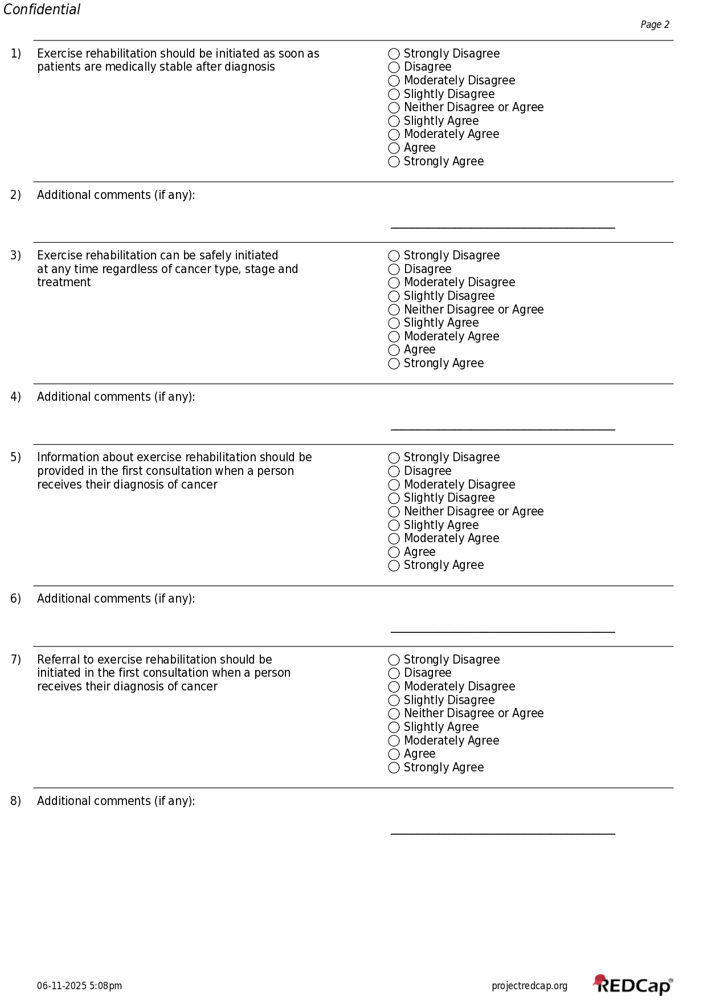 Confidential
Page 2
1) Exercise rehabilitation should be initiated as soon as
patients are medically stable after diagnosis
Strongly Disagree
Disagree
Moderately Disagree
Slightly Disagree
Neither Disagree or Agree
Slightly Agree
Moderately Agree
Agree
Strongly Agree
2) Additional comments (if any):
3) Exercise rehabilitation can be safely initiated
at any time regardless of cancer type, stage and
treatment
Strongly Disagree
Disagree
Moderately Disagree
Slightly Disagree
Neither Disagree or Agree
Slightly Agree
Moderately Agree
Agree
Strongly Agree
4) Additional comments (if any):
5) Information about exercise rehabilitation should be
provided in the first consultation when a person
receives their diagnosis of cancer
Strongly Disagree
Disagree
Moderately Disagree
Slightly Disagree
Neither Disagree or Agree
Slightly Agree
Moderately Agree
Agree
Strongly Agree
6) Additional comments (if any):
7) Referral to exercise rehabilitation should be
initiated in the first consultation when a person
receives their diagnosis of cancer
Strongly Disagree
Disagree
Moderately Disagree
Slightly Disagree
Neither Disagree or Agree
Slightly Agree
Moderately Agree
Agree
Strongly Agree
8) Additional comments (if any):
06-11-2025 5:08pm
projectredcap.org
REDCap®